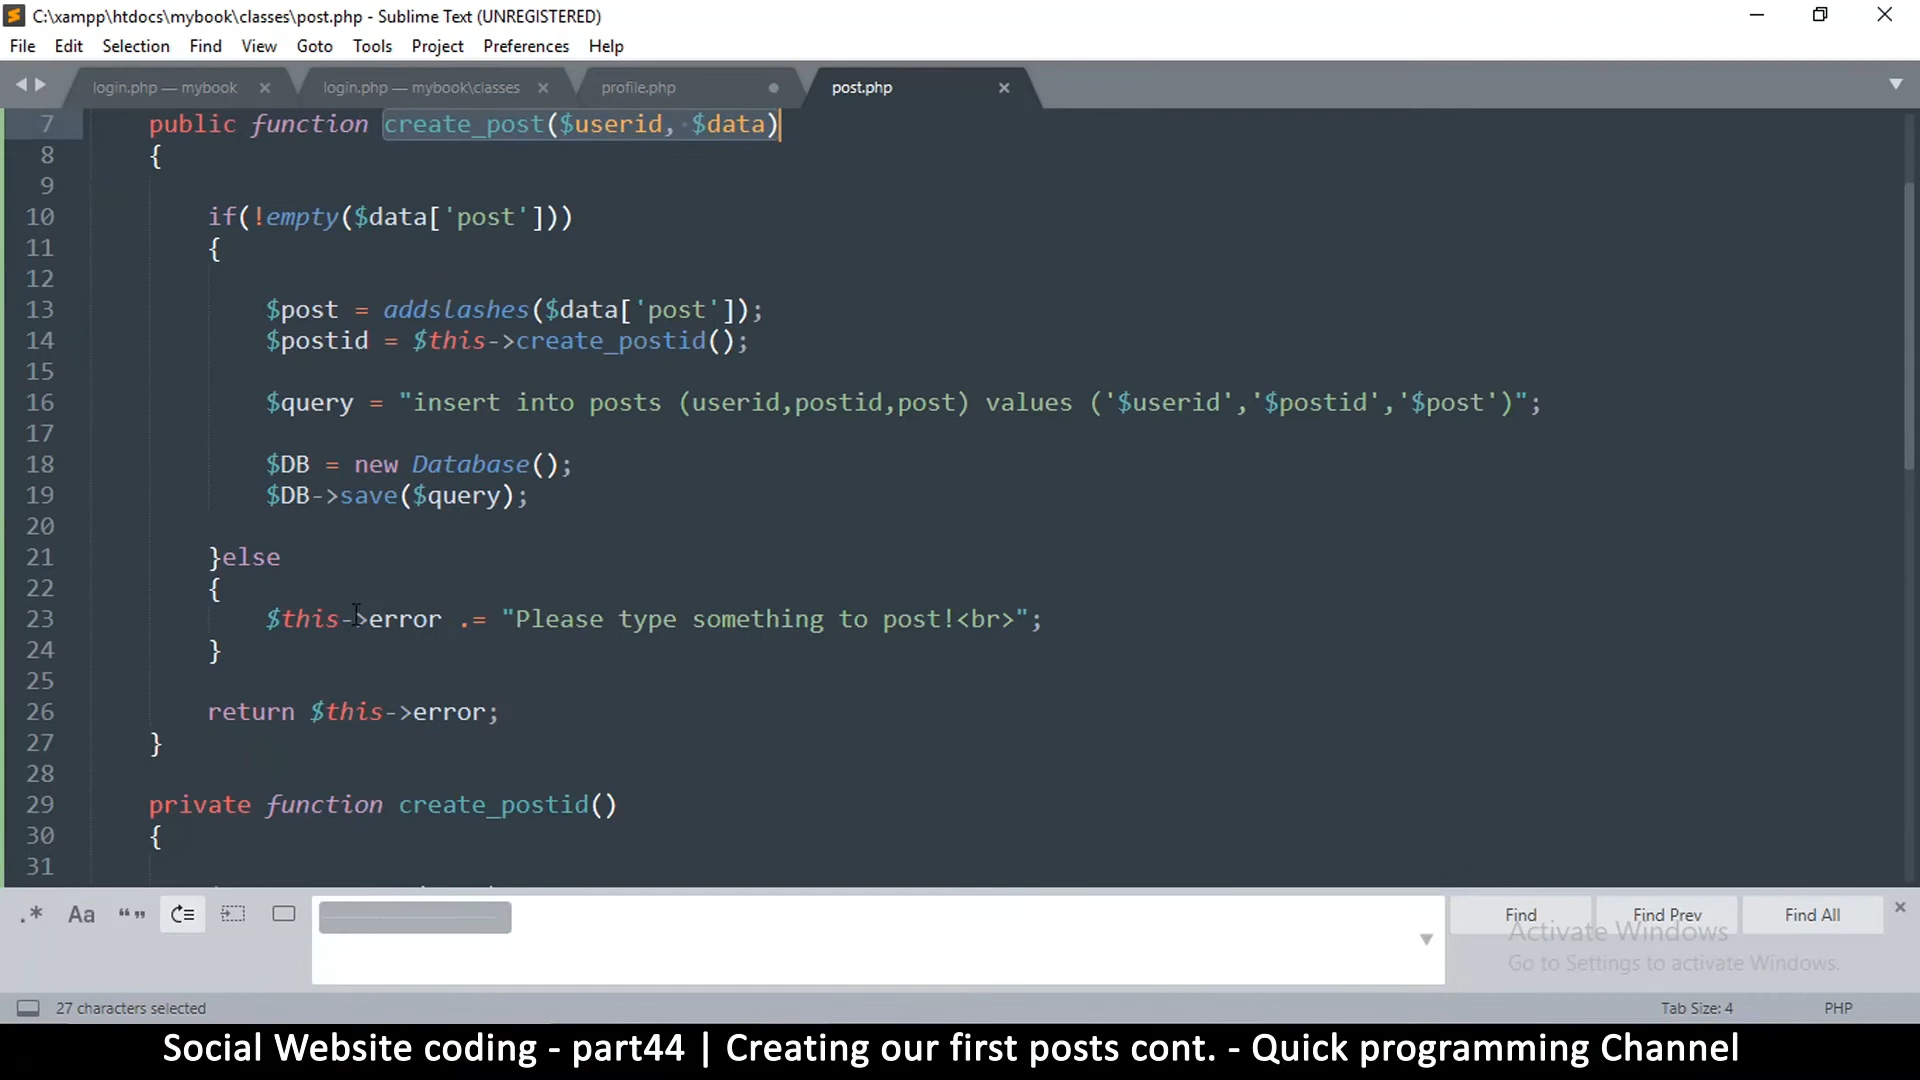 C:\xampp\htdocs\mybook\classes\post.php - Sublime Text (UNREGISTERED)
File Edit Selection Find View Goto Tools Project Preferences Help
login.php — mybook login.php — mybook\classes profile.php post.php
7 public function create_post($userid, $data)
8 {
9
10 if(!empty($data['post']))
11 {
12
13 $post = addslashes($data['post']);
14 $postid = $this->create_postid();
15
16 $query = "insert into posts (userid,postid,post) values ('$userid','$postid','$post')";
17
18 $DB = new Database();
19 $DB->save($query);
20
21 }else
22 {
23 $this->error .= "Please type something to post!<br>";
24 }
25
26 return $this->error;
27 }
28
29 private function create_postid()
30 {
31
.* Aa “” Find Find Prev Find All
Activate Windows
Go to Settings to activate Windows.
27 characters selected Tab Size: 4 PHP
Social Website coding - part44 | Creating our first posts cont. - Quick programming Channel